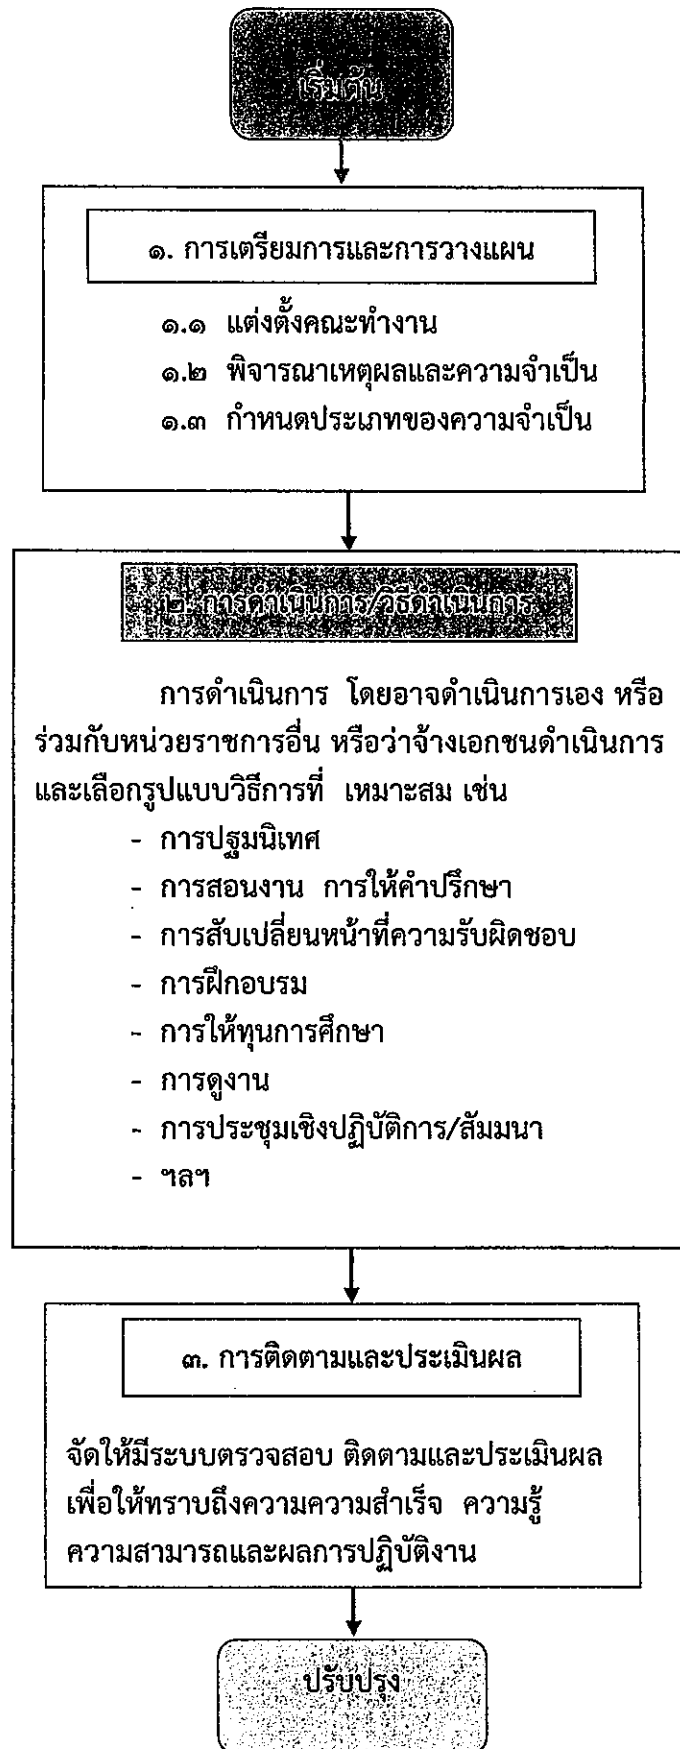 เริ่มต้น
๑. การเตรียมการและการวางแผน
๑.๑ แต่งตั้งคณะทำงาน
๑.๒ พิจารณาเหตุผลและความจำเป็น
๑.๓ กำหนดประเภทของความจำเป็น
๒. การดำเนินการ/วิธีดำเนินการ
การดำเนินการ โดยอาจดำเนินการเอง หรือ
ร่วมกับหน่วยราชการอื่น หรือว่าจ้างเอกชนดำเนินการ
และเลือกรูปแบบวิธีการที่ เหมาะสม เช่น
- การปฐมนิเทศ
- การสอนงาน การให้คำปรึกษา
- การสับเปลี่ยนหน้าที่ความรับผิดชอบ
- การฝึกอบรม
- การให้ทุนการศึกษา
- การดูงาน
- การประชุมเชิงปฏิบัติการ/สัมมนา
- ฯลฯ
๓. การติดตามและประเมินผล
จัดให้มีระบบตรวจสอบ ติดตามและประเมินผล
เพื่อให้ทราบถึงความความสำเร็จ ความรู้
ความสามารถและผลการปฏิบัติงาน
ปรับปรุง